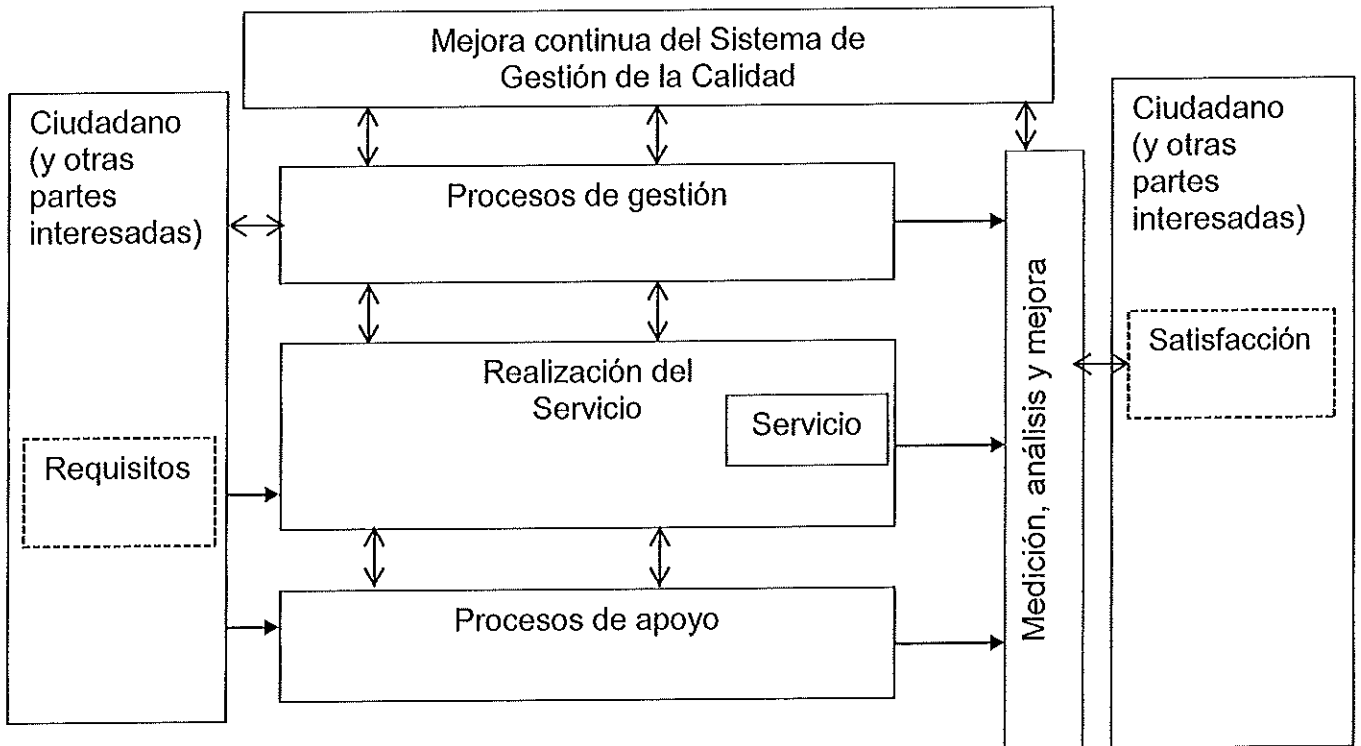 Mejora continua del Sistema de
Gestión de la Calidad
Ciudadano
(y otras
partes
interesadas)
Requisitos
Procesos de gestión
Realización del
Servicio
Servicio
Procesos de apoyo
Medición, análisis y mejora
Ciudadano
(y otras
partes
interesadas)
Satisfacción